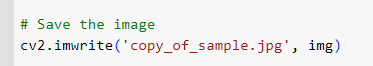 # Save the image
cv2.imwrite('copy_of_sample.jpg', img)